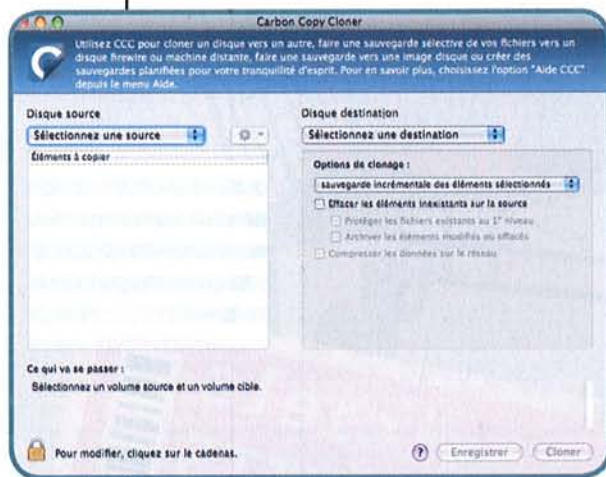 Carbon Copy Cloner
Utilisez CCC pour cloner un disque vers un autre, faire une sauvegarde sélective de vos fichiers vers un
disque firewire ou machine distante, faire une sauvegarde vers une image disque ou créer des
sauvegardes planifiées pour votre tranquilité d'esprit. Pour en savoir plus, choisissez l'option "Aide CCC"
depuis le menu Aide.
Disque source
Sélectionnez une source
Éléments à copier
Disque destination
Sélectionnez une destination
Options de clonage :
sauvegarde incrémentale des éléments sélectionnés
Effacer les éléments inexistants sur la source
Protéger les fichiers existants au 1° niveau
Archiver les éléments modifiés ou effacés
Compresser les données sur le réseau
Ce qui va se passer :
Sélectionnez un volume source et un volume cible.
Pour modifier, cliquez sur le cadenas.
?
Enregistrer
Cloner